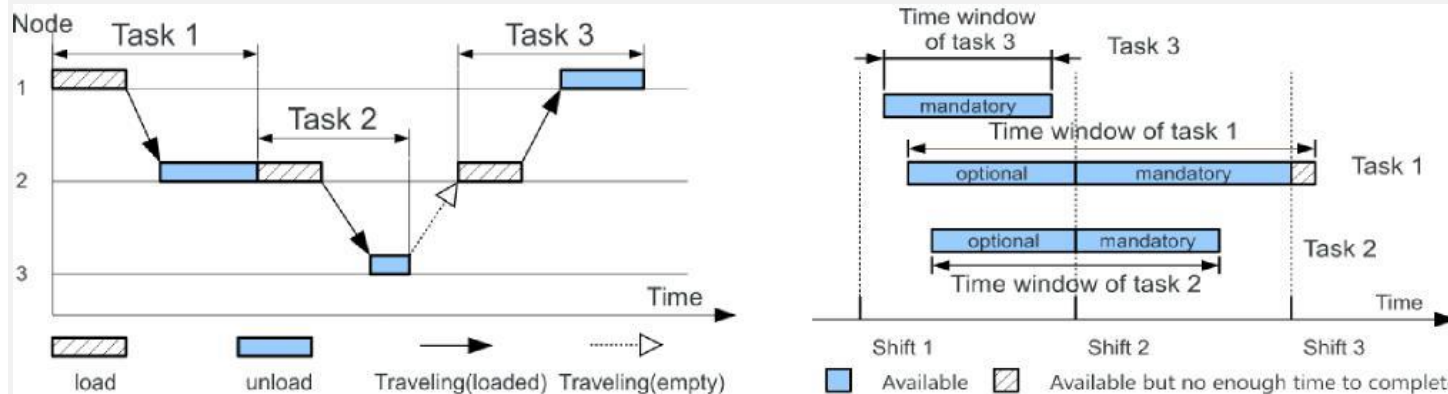 Node
Task 1
Task 3
1
Task 2
2
3
Time
load
unload
Traveling(loaded)
Traveling(empty)
Time window
of task 3
Task 3
mandatory
Time window of task 1
optional
mandatory
Task 1
optional
mandatory
Task 2
Time window of task 2
Time
Shift 1
Shift 2
Shift 3
Available
Available but no enough time to complet